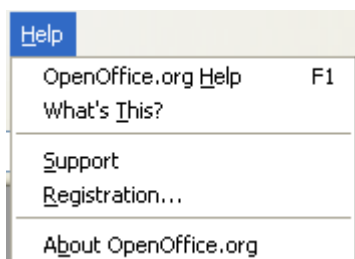 Help
OpenOffice.org Help F1
What's This?
Support
Registration...
About OpenOffice.org